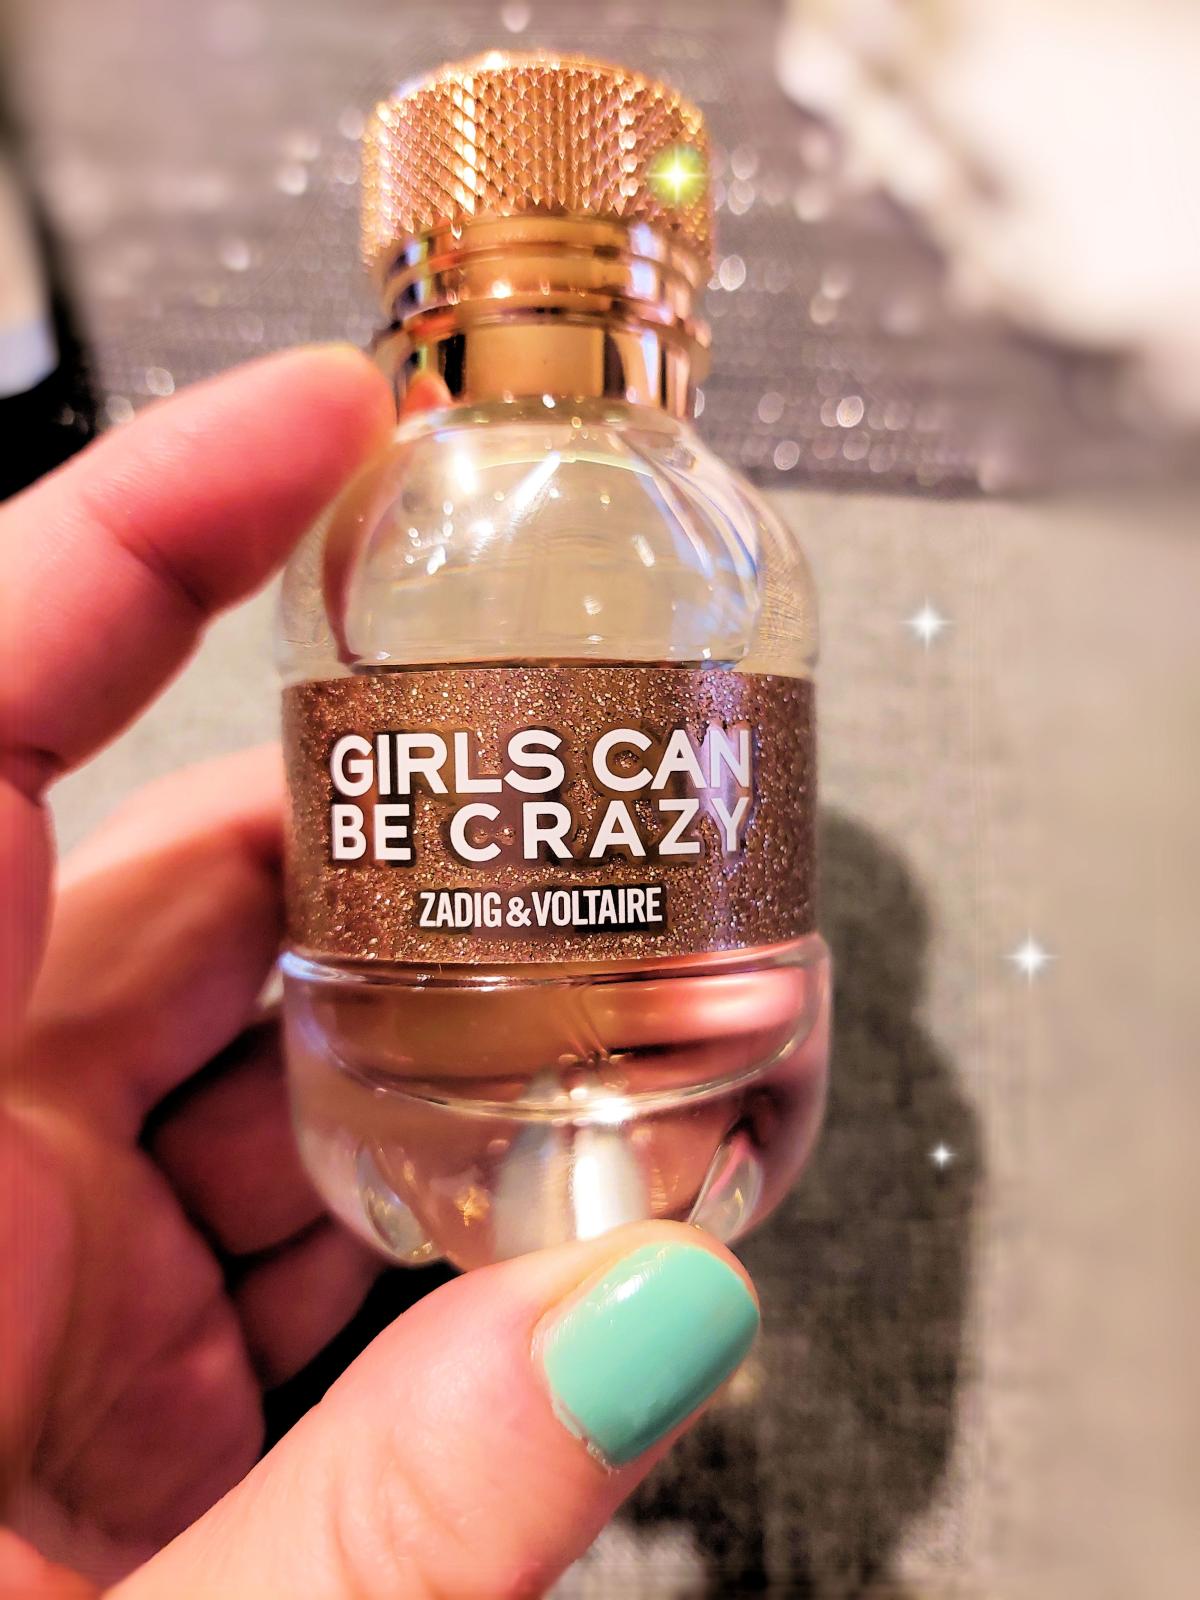 GIRLS CAN
BE CRAZY
ZADIG & VOLTAIRE